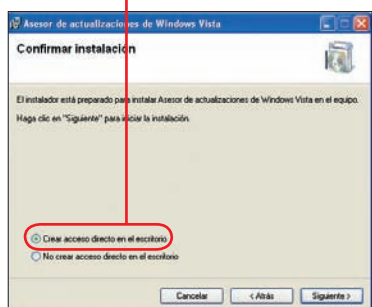 Asesor de actualizaciones de Windows Vista
Confirmar instalación
El instalador está preparado para instalar Asesor de actualizaciones de Windows Vista en el equipo.
Haga clic en "Siguiente" para iniciar la instalación.
Crear acceso directo en el escritorio
No crear acceso directo en el escritorio
Cancelar
< Atrás
Siguiente >